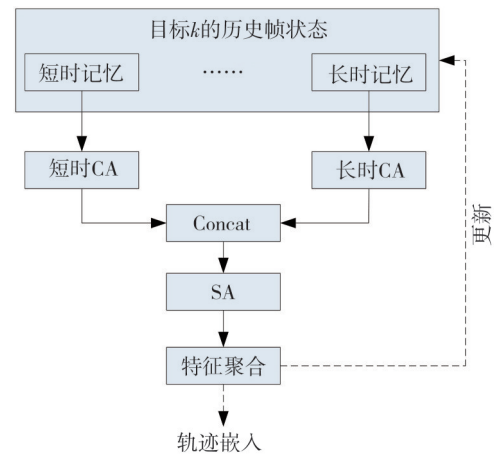 目标k的历史帧状态
短时记忆 …… 长时记忆
短时CA 长时CA
Concat
更新
SA
特征聚合
轨迹嵌入